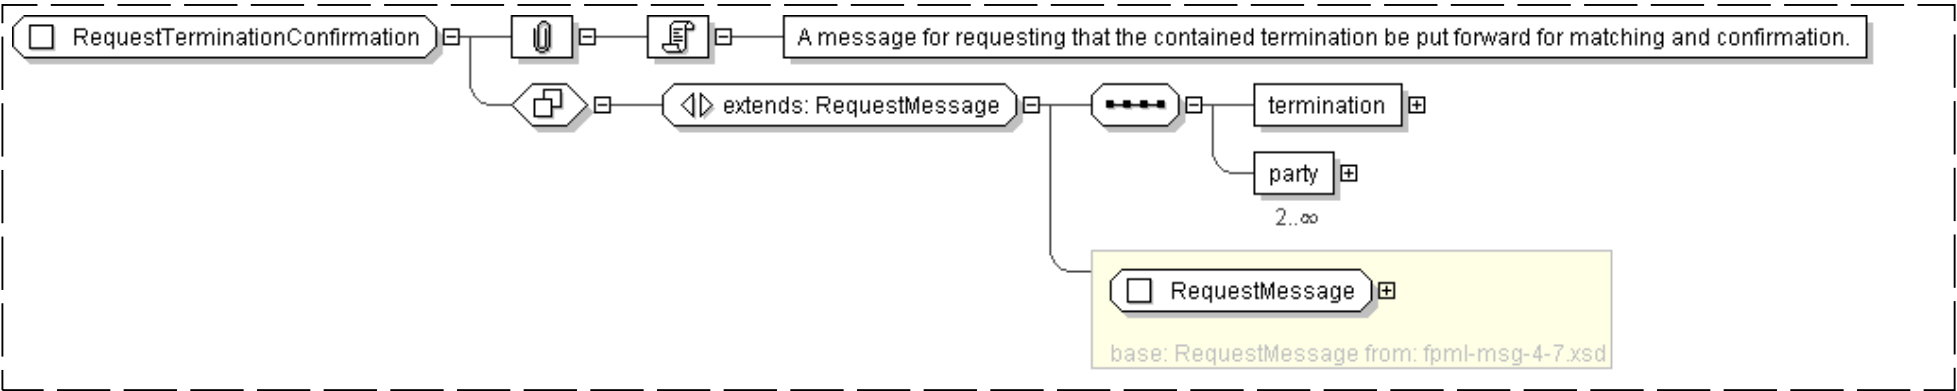 RequestTerminationConfirmation
A message for requesting that the contained termination be put forward for matching and confirmation.
extends: RequestMessage
termination
party
2..∞
RequestMessage
base: RequestMessage from: fpml-msg-4-7.xsd